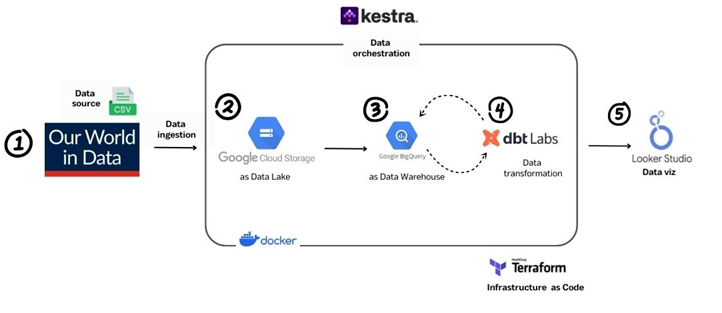 kestra.
Data
orchestration
Data
source
CSV
1
Our World
in Data
Data
ingestion
2
Google Cloud Storage
as Data Lake
3
Google BigQuery
as Data Warehouse
4
dbt Labs
Data
transformation
5
Looker Studio
Data viz
docker
HashiCorp
Terraform
Infrastructure as Code